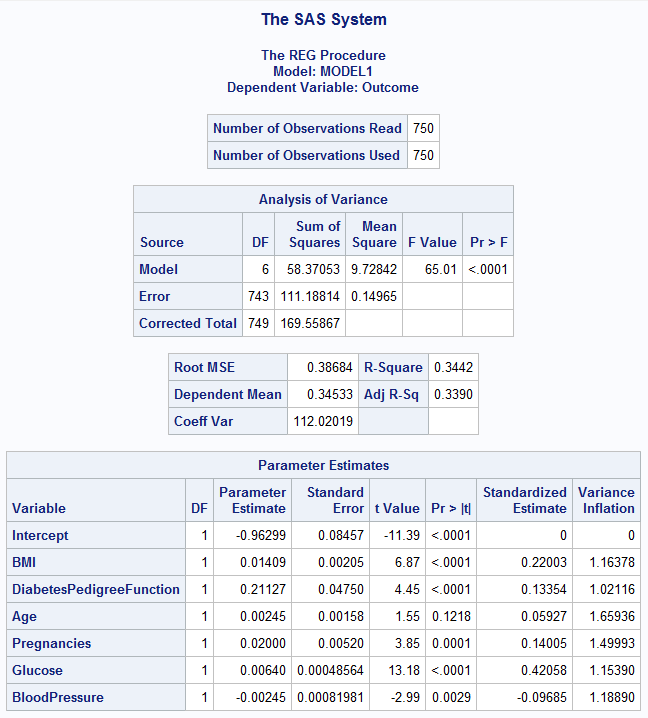 The SAS System
The REG Procedure
Model: MODEL1
Dependent Variable: Outcome
Number of Observations Read 750
Number of Observations Used 750
Analysis of Variance
Source DF Sum of Squares Mean Square F Value Pr > F
Model 6 58.37053 9.72842 65.01 <.0001
Error 743 111.18814 0.14965
Corrected Total 749 169.55867
Root MSE 0.38684 R-Square 0.3442
Dependent Mean 0.34533 Adj R-Sq 0.3390
Coeff Var 112.02019
Parameter Estimates
Variable DF Parameter Estimate Standard Error t Value Pr > |t| Standardized Estimate Variance Inflation
Intercept 1 -0.96299 0.08457 -11.39 <.0001 0 0
BMI 1 0.01409 0.00205 6.87 <.0001 0.22003 1.16378
DiabetesPedigreeFunction 1 0.21127 0.04750 4.45 <.0001 0.13354 1.02116
Age 1 0.00245 0.00158 1.55 0.1218 0.05927 1.65936
Pregnancies 1 0.02000 0.00520 3.85 0.0001 0.14005 1.49993
Glucose 1 0.00640 0.00048564 13.18 <.0001 0.42058 1.15390
BloodPressure 1 -0.00245 0.00081981 -2.99 0.0029 -0.09685 1.18890